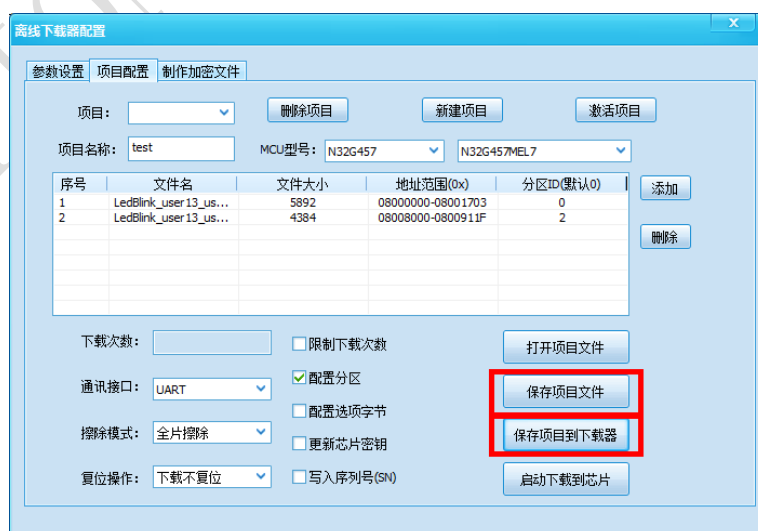 离线下载器配置
x
参数设置 项目配置 制作加密文件
项目： 删除项目 新建项目 激活项目
项目名称： test MCU型号： N32G457 N32G457MEL7
序号 文件名 文件大小 地址范围(0x) 分区ID(默认0)
1 LedBlink_user13_us... 5892 08000000-08001703 0
2 LedBlink_user13_us... 4384 08008000-0800911F 2
添加
删除
下载次数： 限制下载次数 打开项目文件
通讯接口： UART 配置分区 保存项目文件
配置选项字节
擦除模式： 全片擦除 更新芯片密钥 保存项目到下载器
复位操作： 下载不复位 写入序列号(SN) 启动下载到芯片